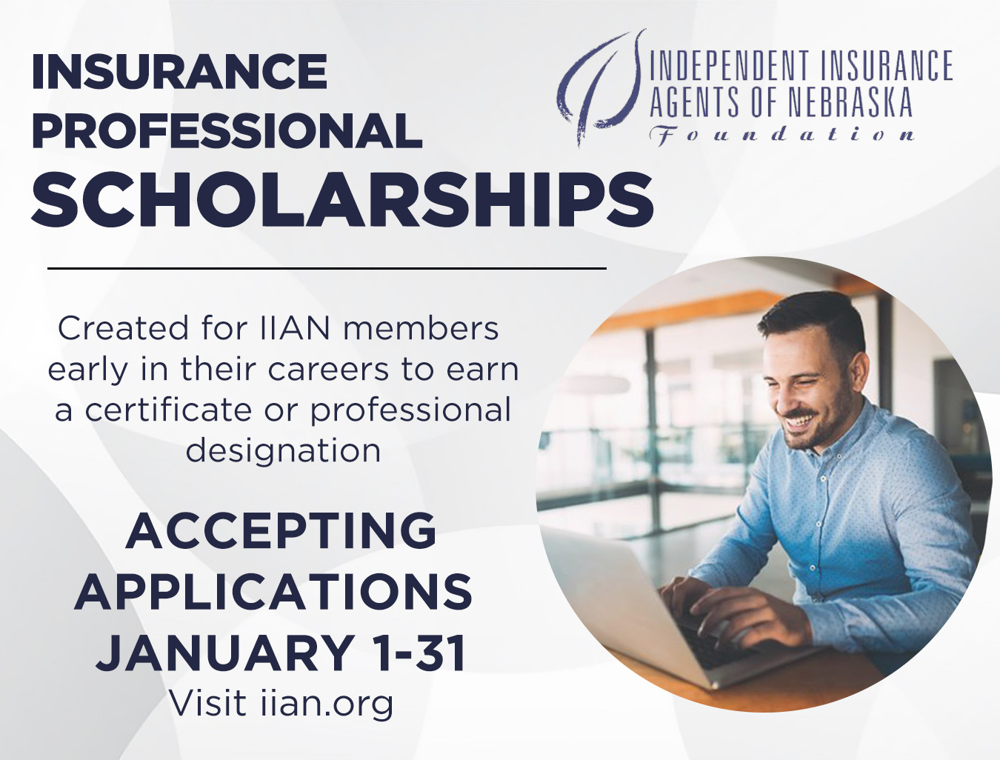 INSURANCE
PROFESSIONAL
SCHOLARSHIPS
INDEPENDENT INSURANCE
AGENTS OF NEBRASKA
Foundation
Created for IIAN members
early in their careers to earn
a certificate or professional
designation
ACCEPTING
APPLICATIONS
JANUARY 1-31
Visit iian.org